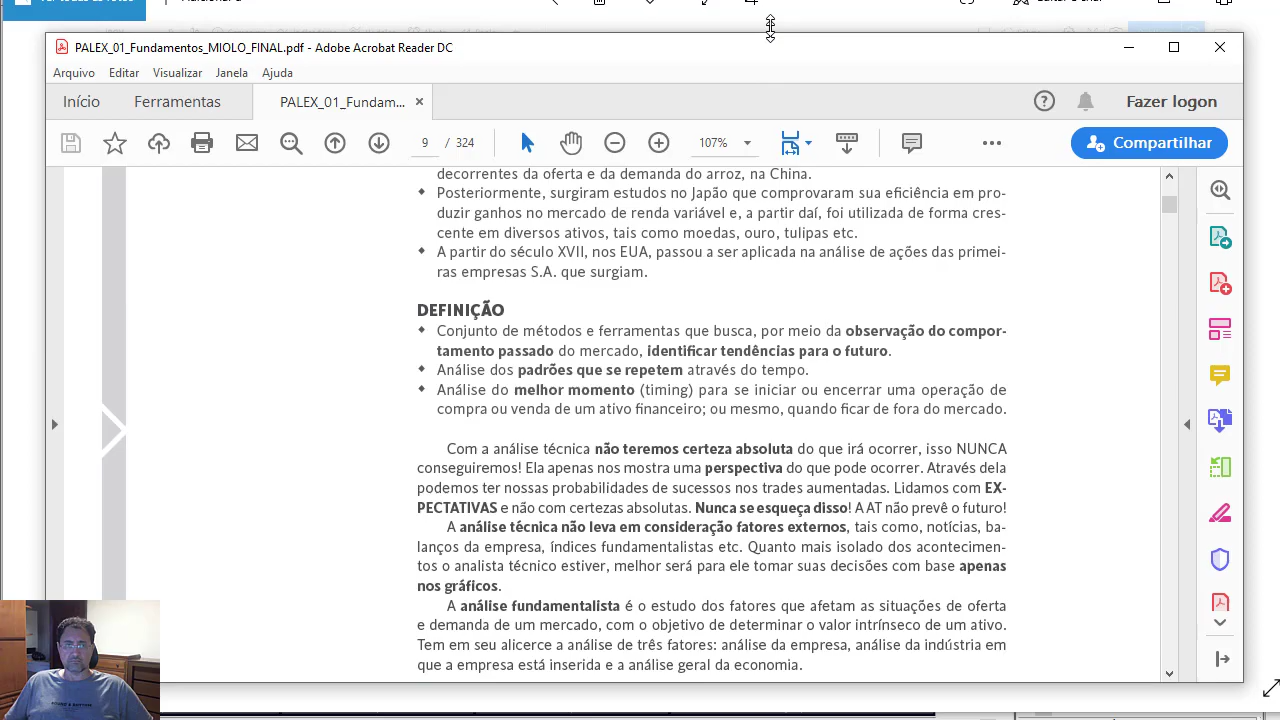 PALEX_01_Fundamentos_MIOLO_FINAL.pdf - Adobe Acrobat Reader DC
Arquivo Editar Visualizar Janela Ajuda
Início Ferramentas PALEX_01_Fundam... × Fazer logon
9 / 324 107% Compartilhar
decorrentes da oferta e da demanda do arroz, na China.
Posteriormente, surgiram estudos no Japão que comprovaram sua eficiência em pro-
duzir ganhos no mercado de renda variável e, a partir daí, foi utilizada de forma cres-
cente em diversos ativos, tais como moedas, ouro, tulipas etc.
A partir do século XVII, nos EUA, passou a ser aplicada na análise de ações das primei-
ras empresas S.A. que surgiam.
DEFINIÇÃO
Conjunto de métodos e ferramentas que busca, por meio da observação do compor-
tamento passado do mercado, identificar tendências para o futuro.
Análise dos padrões que se repetem através do tempo.
Análise do melhor momento (timing) para se iniciar ou encerrar uma operação de
compra ou venda de um ativo financeiro; ou mesmo, quando ficar de fora do mercado.
Com a análise técnica não teremos certeza absoluta do que irá ocorrer, isso NUNCA
conseguiremos! Ela apenas nos mostra uma perspectiva do que pode ocorrer. Através dela
podemos ter nossas probabilidades de sucessos nos trades aumentadas. Lidamos com EX-
PECTATIVAS e não com certezas absolutas. Nunca se esqueça disso! A AT não prevê o futuro!
A análise técnica não leva em consideração fatores externos, tais como, notícias, ba-
lanços da empresa, índices fundamentalistas etc. Quanto mais isolado dos acontecimen-
tos o analista técnico estiver, melhor será para ele tomar suas decisões com base apenas
nos gráficos.
A análise fundamentalista é o estudo dos fatores que afetam as situações de oferta
e demanda de um mercado, com o objetivo de determinar o valor intrínseco de um ativo.
Tem em seu alicerce a análise de três fatores: análise da empresa, análise da indústria em
que a empresa está inserida e a análise geral da economia.